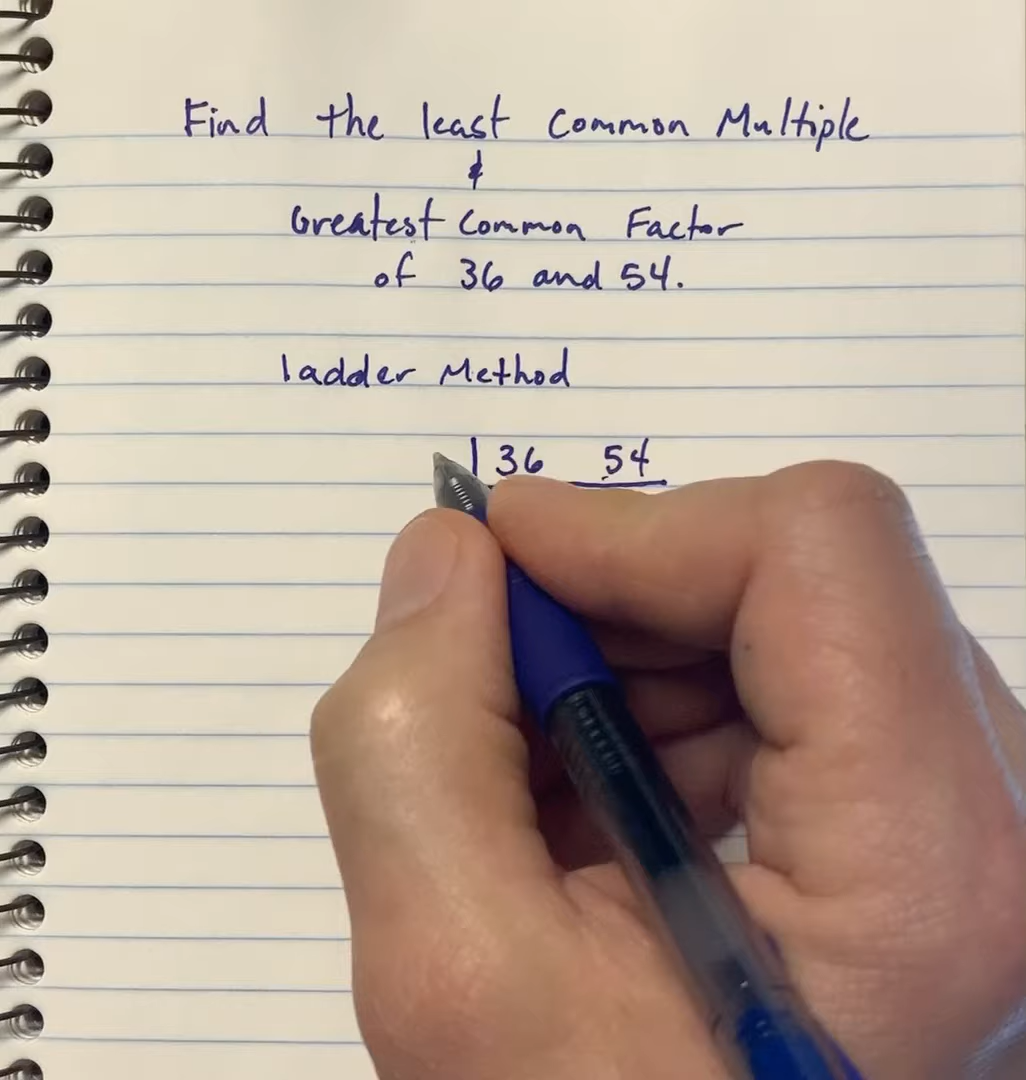 Find the least Common Multiple
&
Greatest Common Factor
of 36 and 54.
ladder Method
36 54